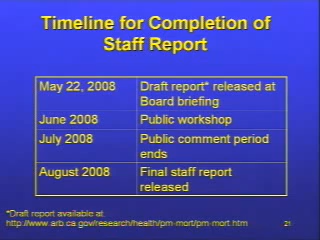 Timeline for Completion of
Staff Report
May 22, 2008 Draft report* released at
Board briefing
June 2008 Public workshop
July 2008 Public comment period
ends
August 2008 Final staff report
released
*Draft report available at
http://www.arb.ca.gov/research/health/pm-mort/pm-mort.htm 21